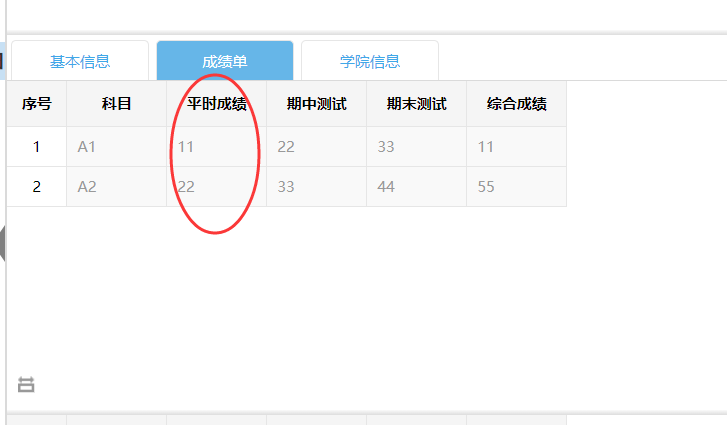 基本信息 成绩单 学院信息
序号 科目 平时成绩 期中测试 期末测试 综合成绩
1 A1 11 22 33 11
2 A2 22 33 44 55